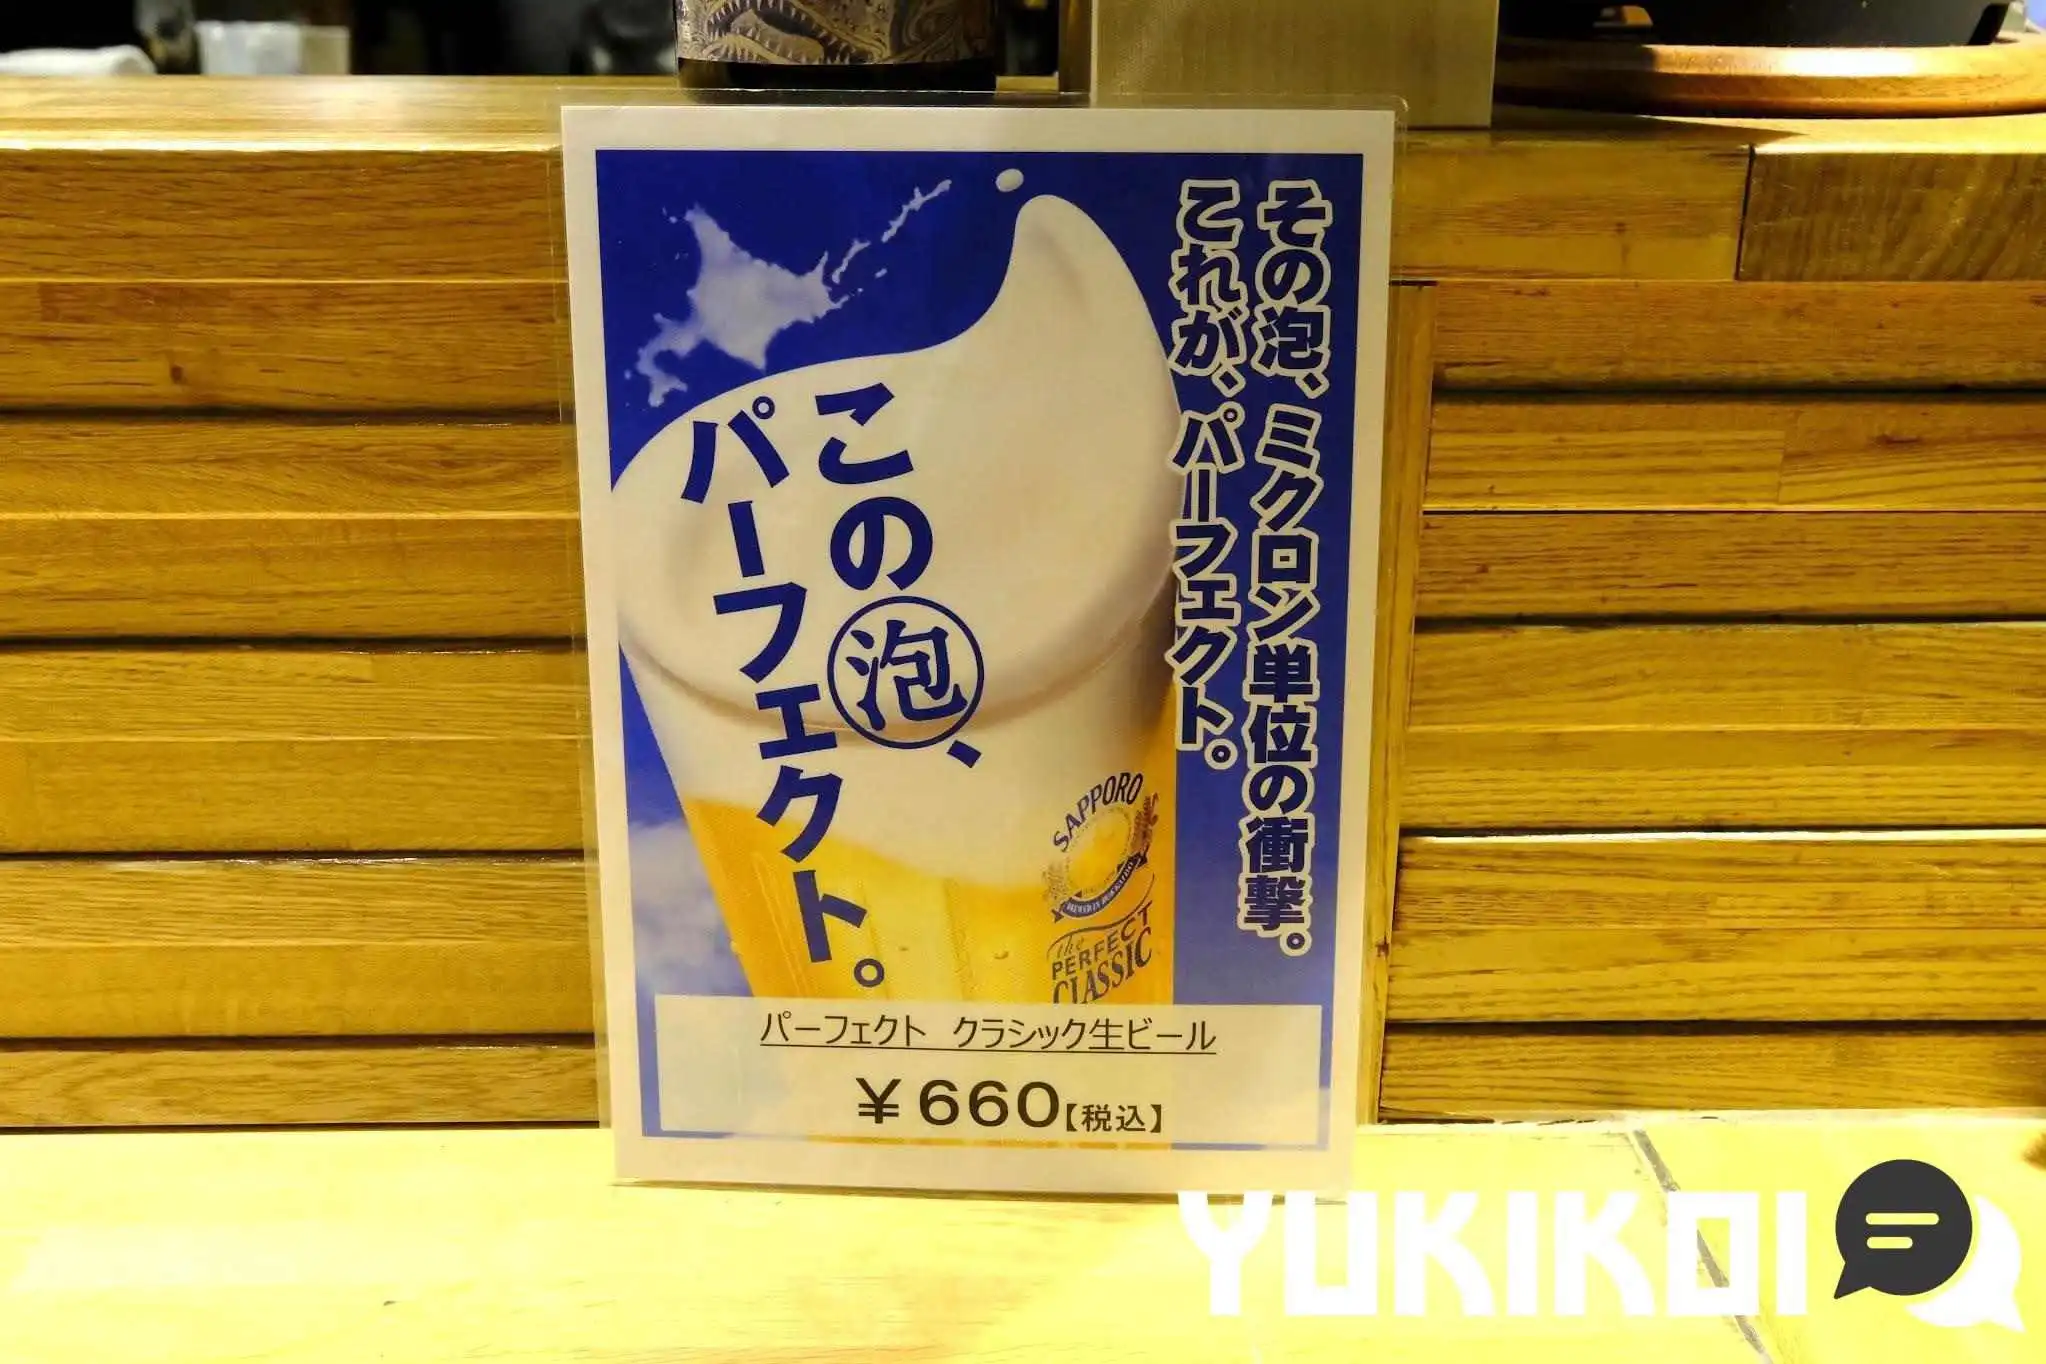 その泡、ミクロン単位の衝撃。
これが、パーフェクト。
この泡、
パーフェクト。
SAPPORO
the
PERFECT
CLASSIC
パーフェクト クラシック生ビール
￥660【税込】
YUKIKOI